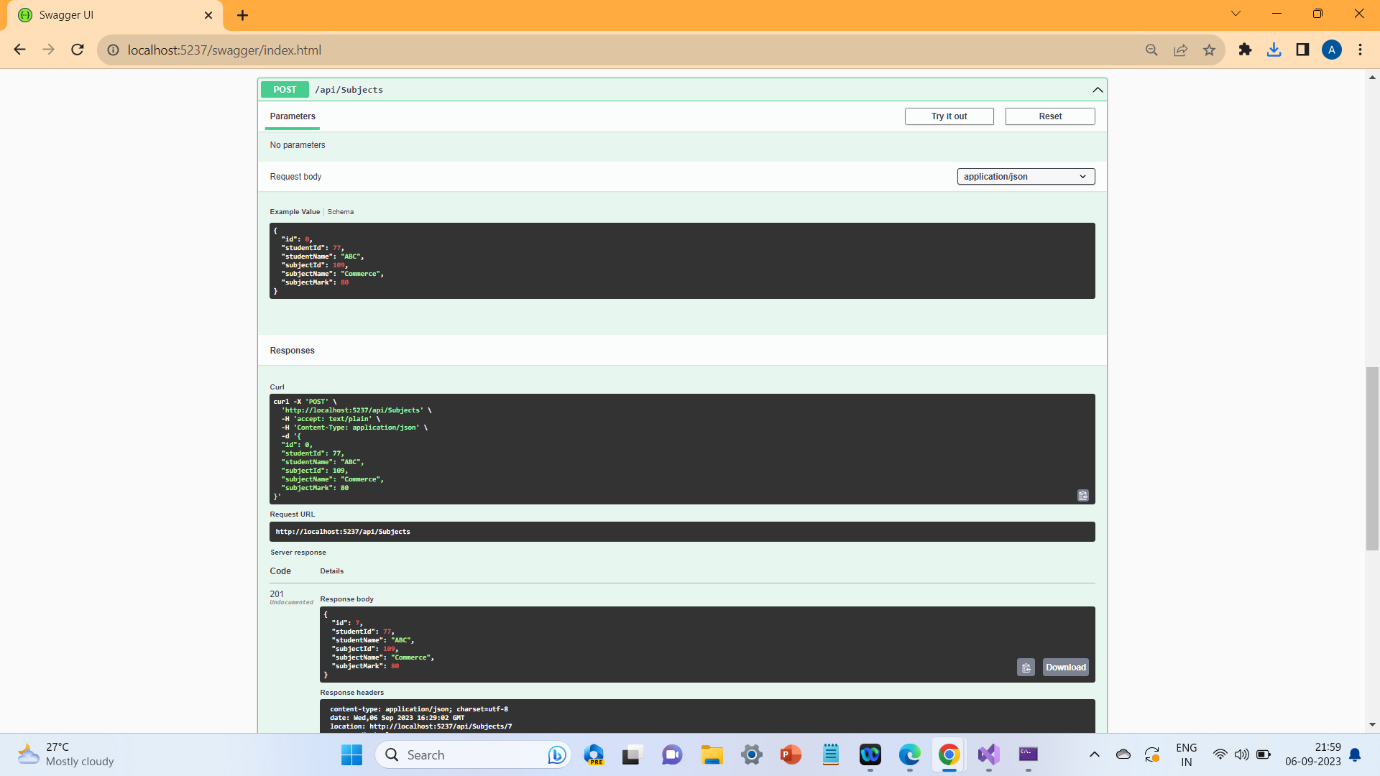 Swagger UI
localhost:5237/swagger/index.html
A
POST /api/Subjects
Parameters
Try it out
Reset
No parameters
Request body
application/json
Example Value | Schema
{
"id": 0,
"studentId": 77,
"studentName": "ABC",
"subjectId": 109,
"subjectName": "Commerce",
"subjectMark": 80
}
Responses
Curl
curl -X 'POST' \
'http://localhost:5237/api/Subjects' \
-H 'accept: text/plain' \
-H 'Content-Type: application/json' \
-d '{
"id": 0,
"studentId": 77,
"studentName": "ABC",
"subjectId": 109,
"subjectName": "Commerce",
"subjectMark": 80
}'
Request URL
http://localhost:5237/api/Subjects
Server response
Code Details
201
Undocumented
Response body
{
"id": 7,
"studentId": 77,
"studentName": "ABC",
"subjectId": 109,
"subjectName": "Commerce",
"subjectMark": 80
}
Download
Response headers
content-type: application/json; charset=utf-8
date: Wed,06 Sep 2023 16:29:02 GMT
location: http://localhost:5237/api/Subjects/7
27°C
Mostly cloudy
Search
PRE
ENG
IN
21:59
06-09-2023